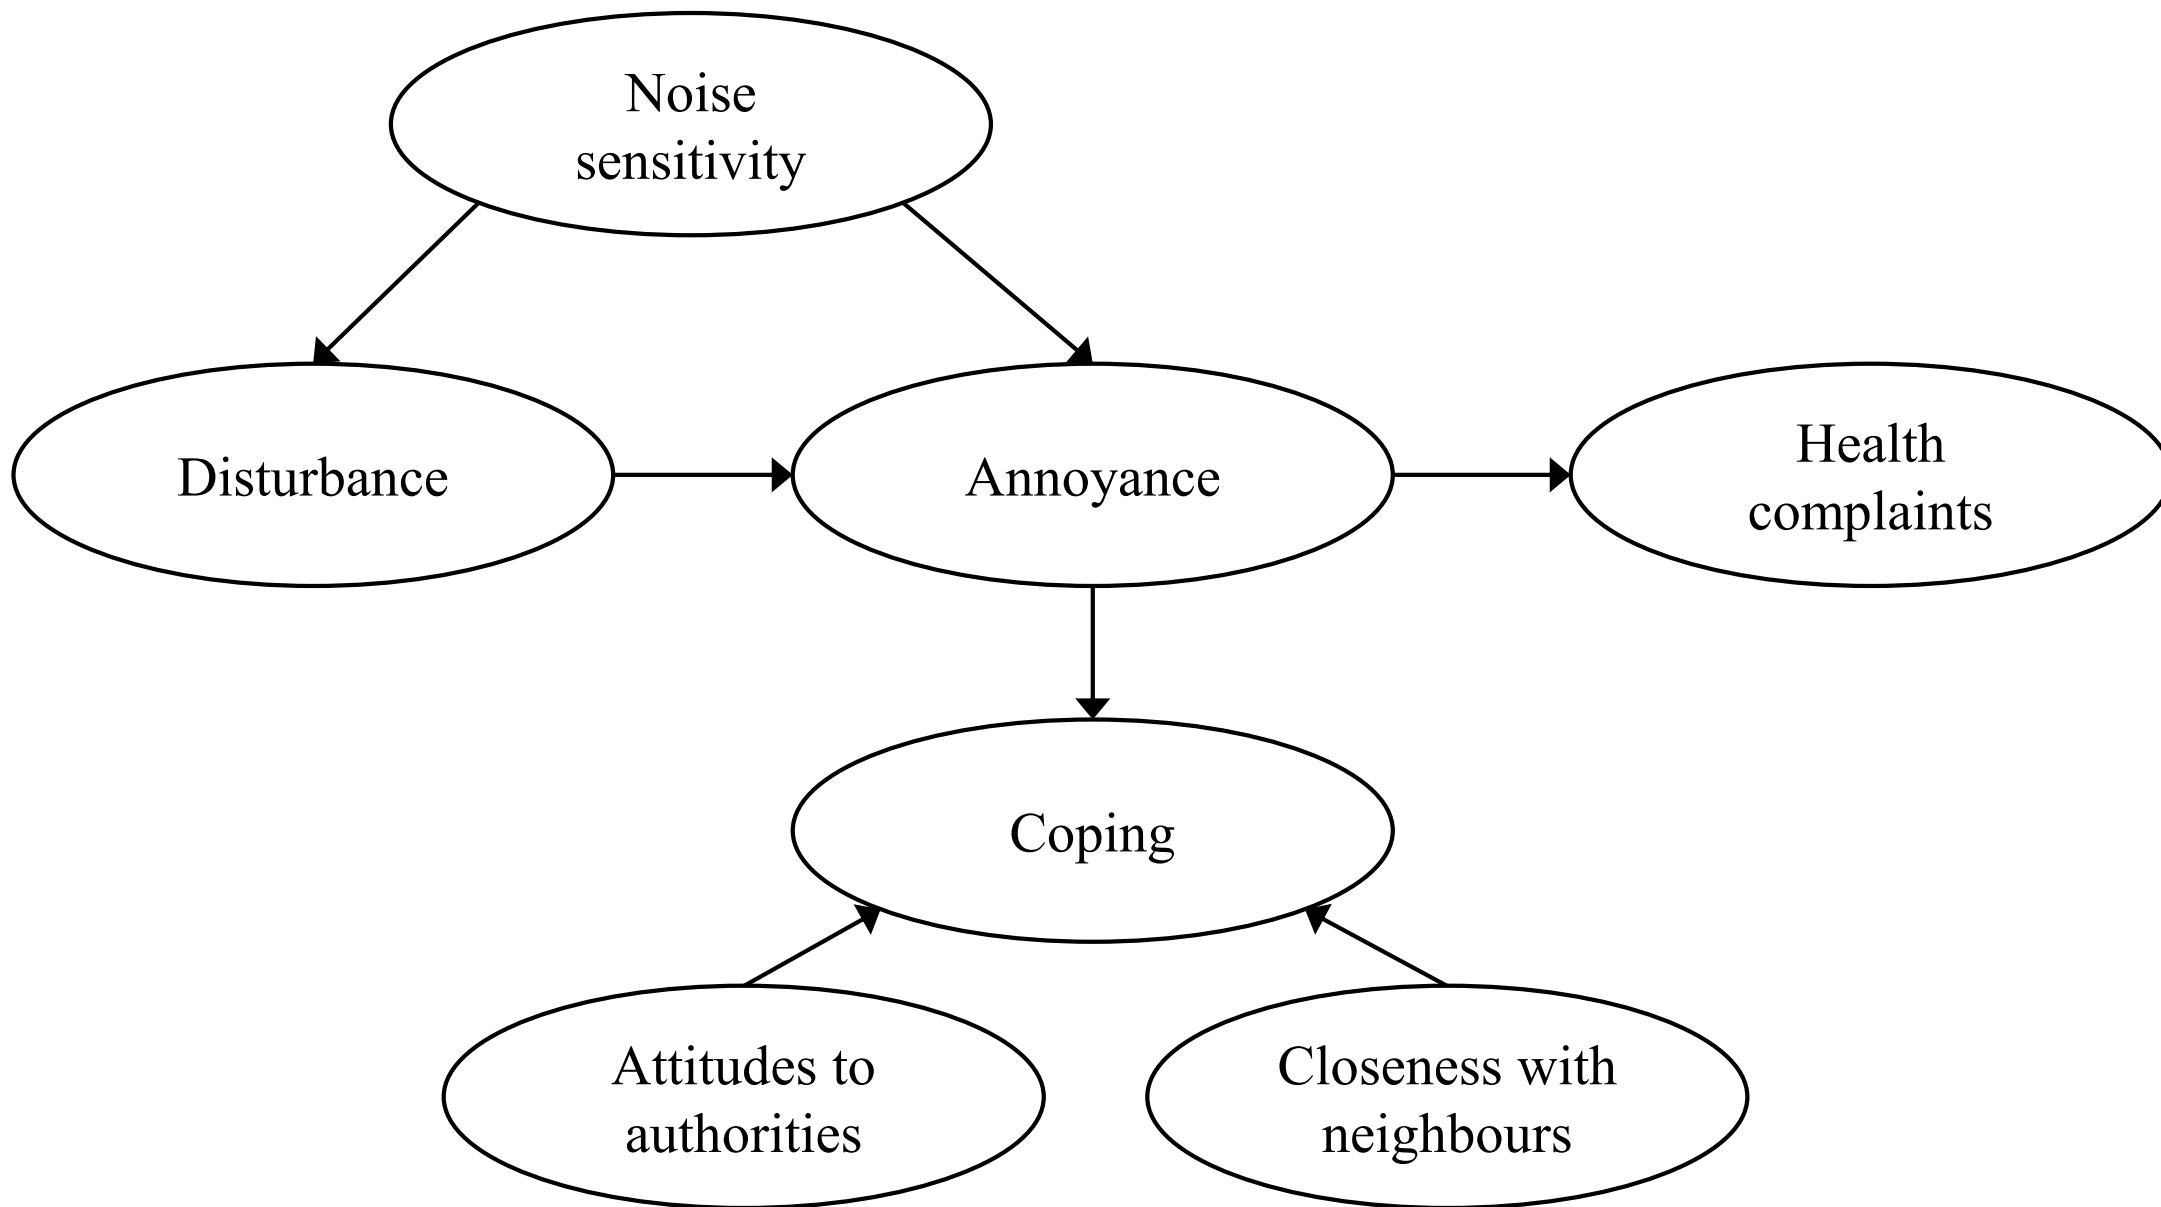 Noise
sensitivity
Disturbance
Annoyance
Health
complaints
Coping
Attitudes to
authorities
Closeness with
neighbours